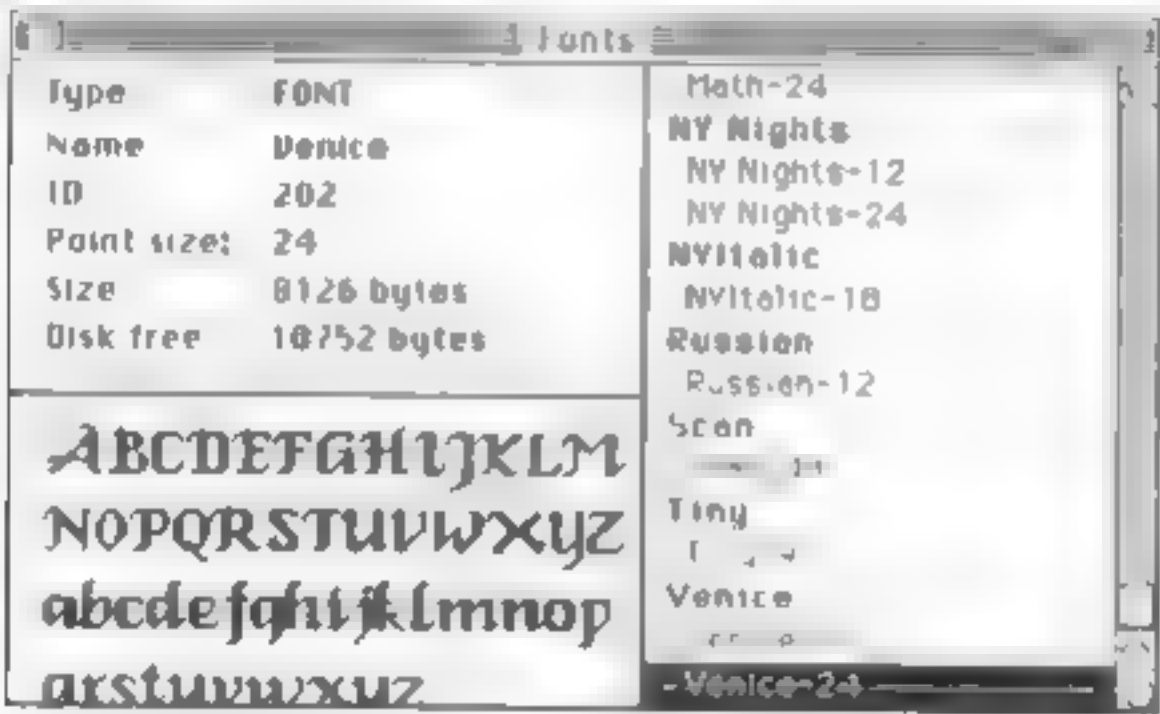 Fonts
Type FONT
Name Venice
ID 202
Point size: 24
Size 8126 bytes
Disk free 10752 bytes
ABCDEFGHIJKLM
NOPQRSTUVWXYZ
abcdefghijklmnop
qrstuvwxyz
Math-24
NY Nights
NY Nights-12
NY Nights-24
NYItalic
NYItalic-18
Russian
Russian-12
Scan
Tiny
Venice
Venice-24